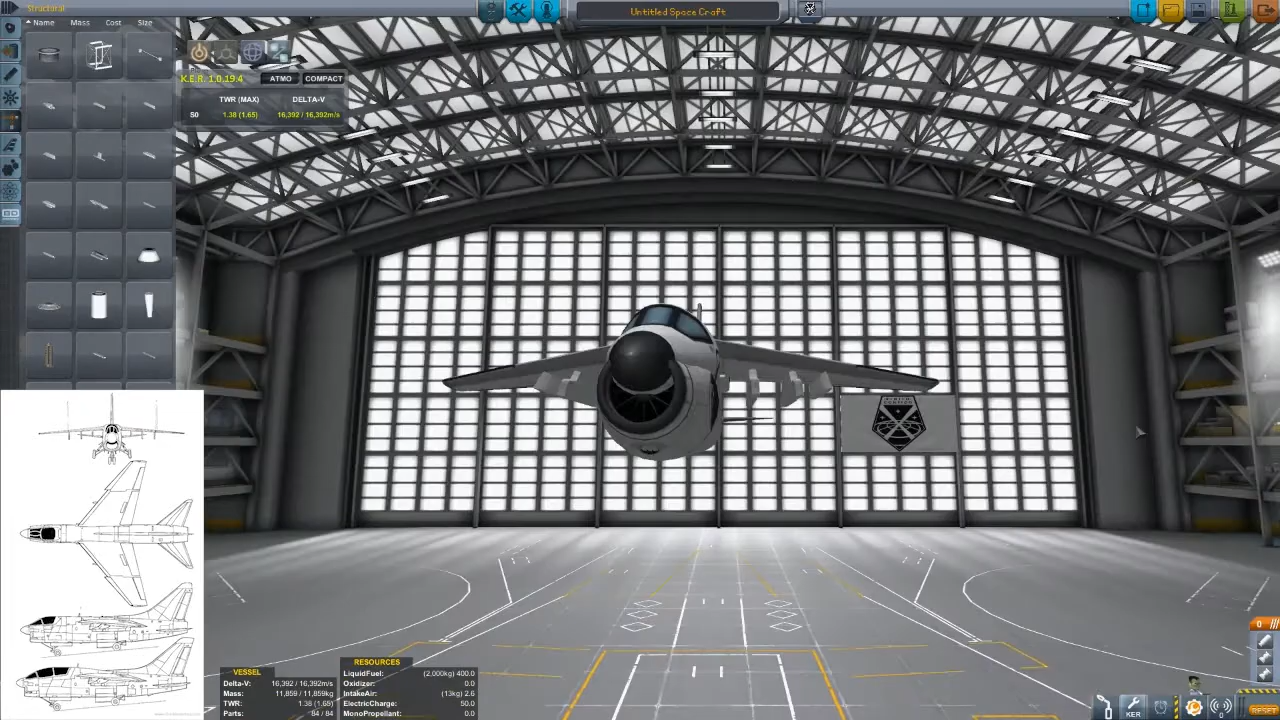 Structural
Untitled Space Craft
Name Mass Cost Size
K.E.R. 1.0.19.4 ATMO COMPACT
TWR (MAX) DELTA-V
S0 1.38 (1.65) 16,392 / 16,392m/s
0
VESSEL
Delta-V: 16,392 / 16,392m/s
Mass: 11,859 / 11,859kg
TWR: 1.38 (1.65)
Parts: 84 / 84
RESOURCES
LiquidFuel: (2,000kg) 400.0
Oxidizer: 0.0
IntakeAir: (13kg) 2.6
ElectricCharge: 50.0
MonoPropellant: 0.0
KER
0
RESET